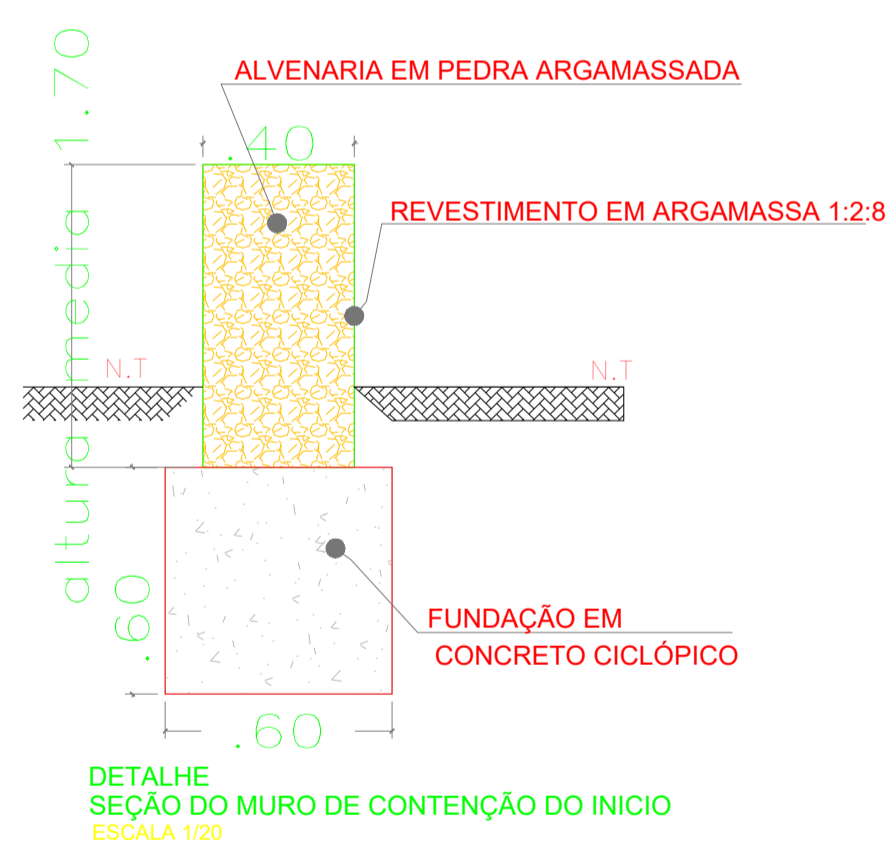 ALVENARIA EM PEDRA ARGAMASSADA
altura media 1.70
.40
REVESTIMENTO EM ARGAMASSA 1:2:8
N.T
N.T
.60
FUNDAÇÃO EM
CONCRETO CICLÓPICO
.60
DETALHE
SEÇÃO DO MURO DE CONTENÇÃO DO INICIO
ESCALA 1/20